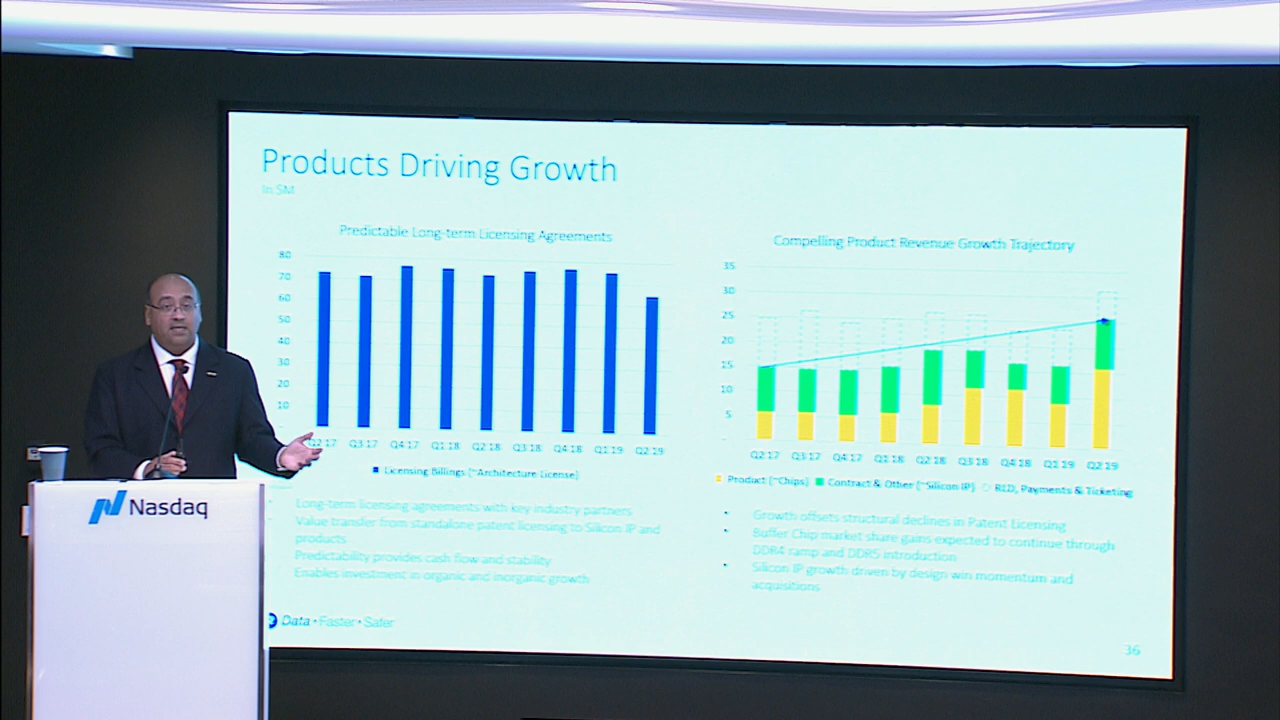 Products Driving Growth
In $M
Predictable Long-term Licensing Agreements
80
70
60
50
40
30
20
10
Q2'17 Q3'17 Q4'17 Q1'18 Q2'18 Q3'18 Q4'18 Q1'19 Q2'19
Licensing Billings (~Architecture License)
Long-term licensing agreements with key industry partners
Value transfer from standalone patent licensing to Silicon IP and
products
Predictability provides cash flow and stability
Enables investment in organic and inorganic growth
Compelling Product Revenue Growth Trajectory
35
30
25
20
15
10
5
Q2'17 Q3'17 Q4'17 Q1'18 Q2'18 Q3'18 Q4'18 Q1'19 Q2'19
Product (~Chips) Contract & Other (~Silicon IP) RLD, Payments & Ticketing
• Growth offsets structural declines in Patent Licensing
• Buffer Chip market share gains expected to continue through
DDR4 ramp and DDR5 introduction
• Silicon IP growth driven by design win momentum and
acquisitions
Data • Faster • Safer
36
Nasdaq